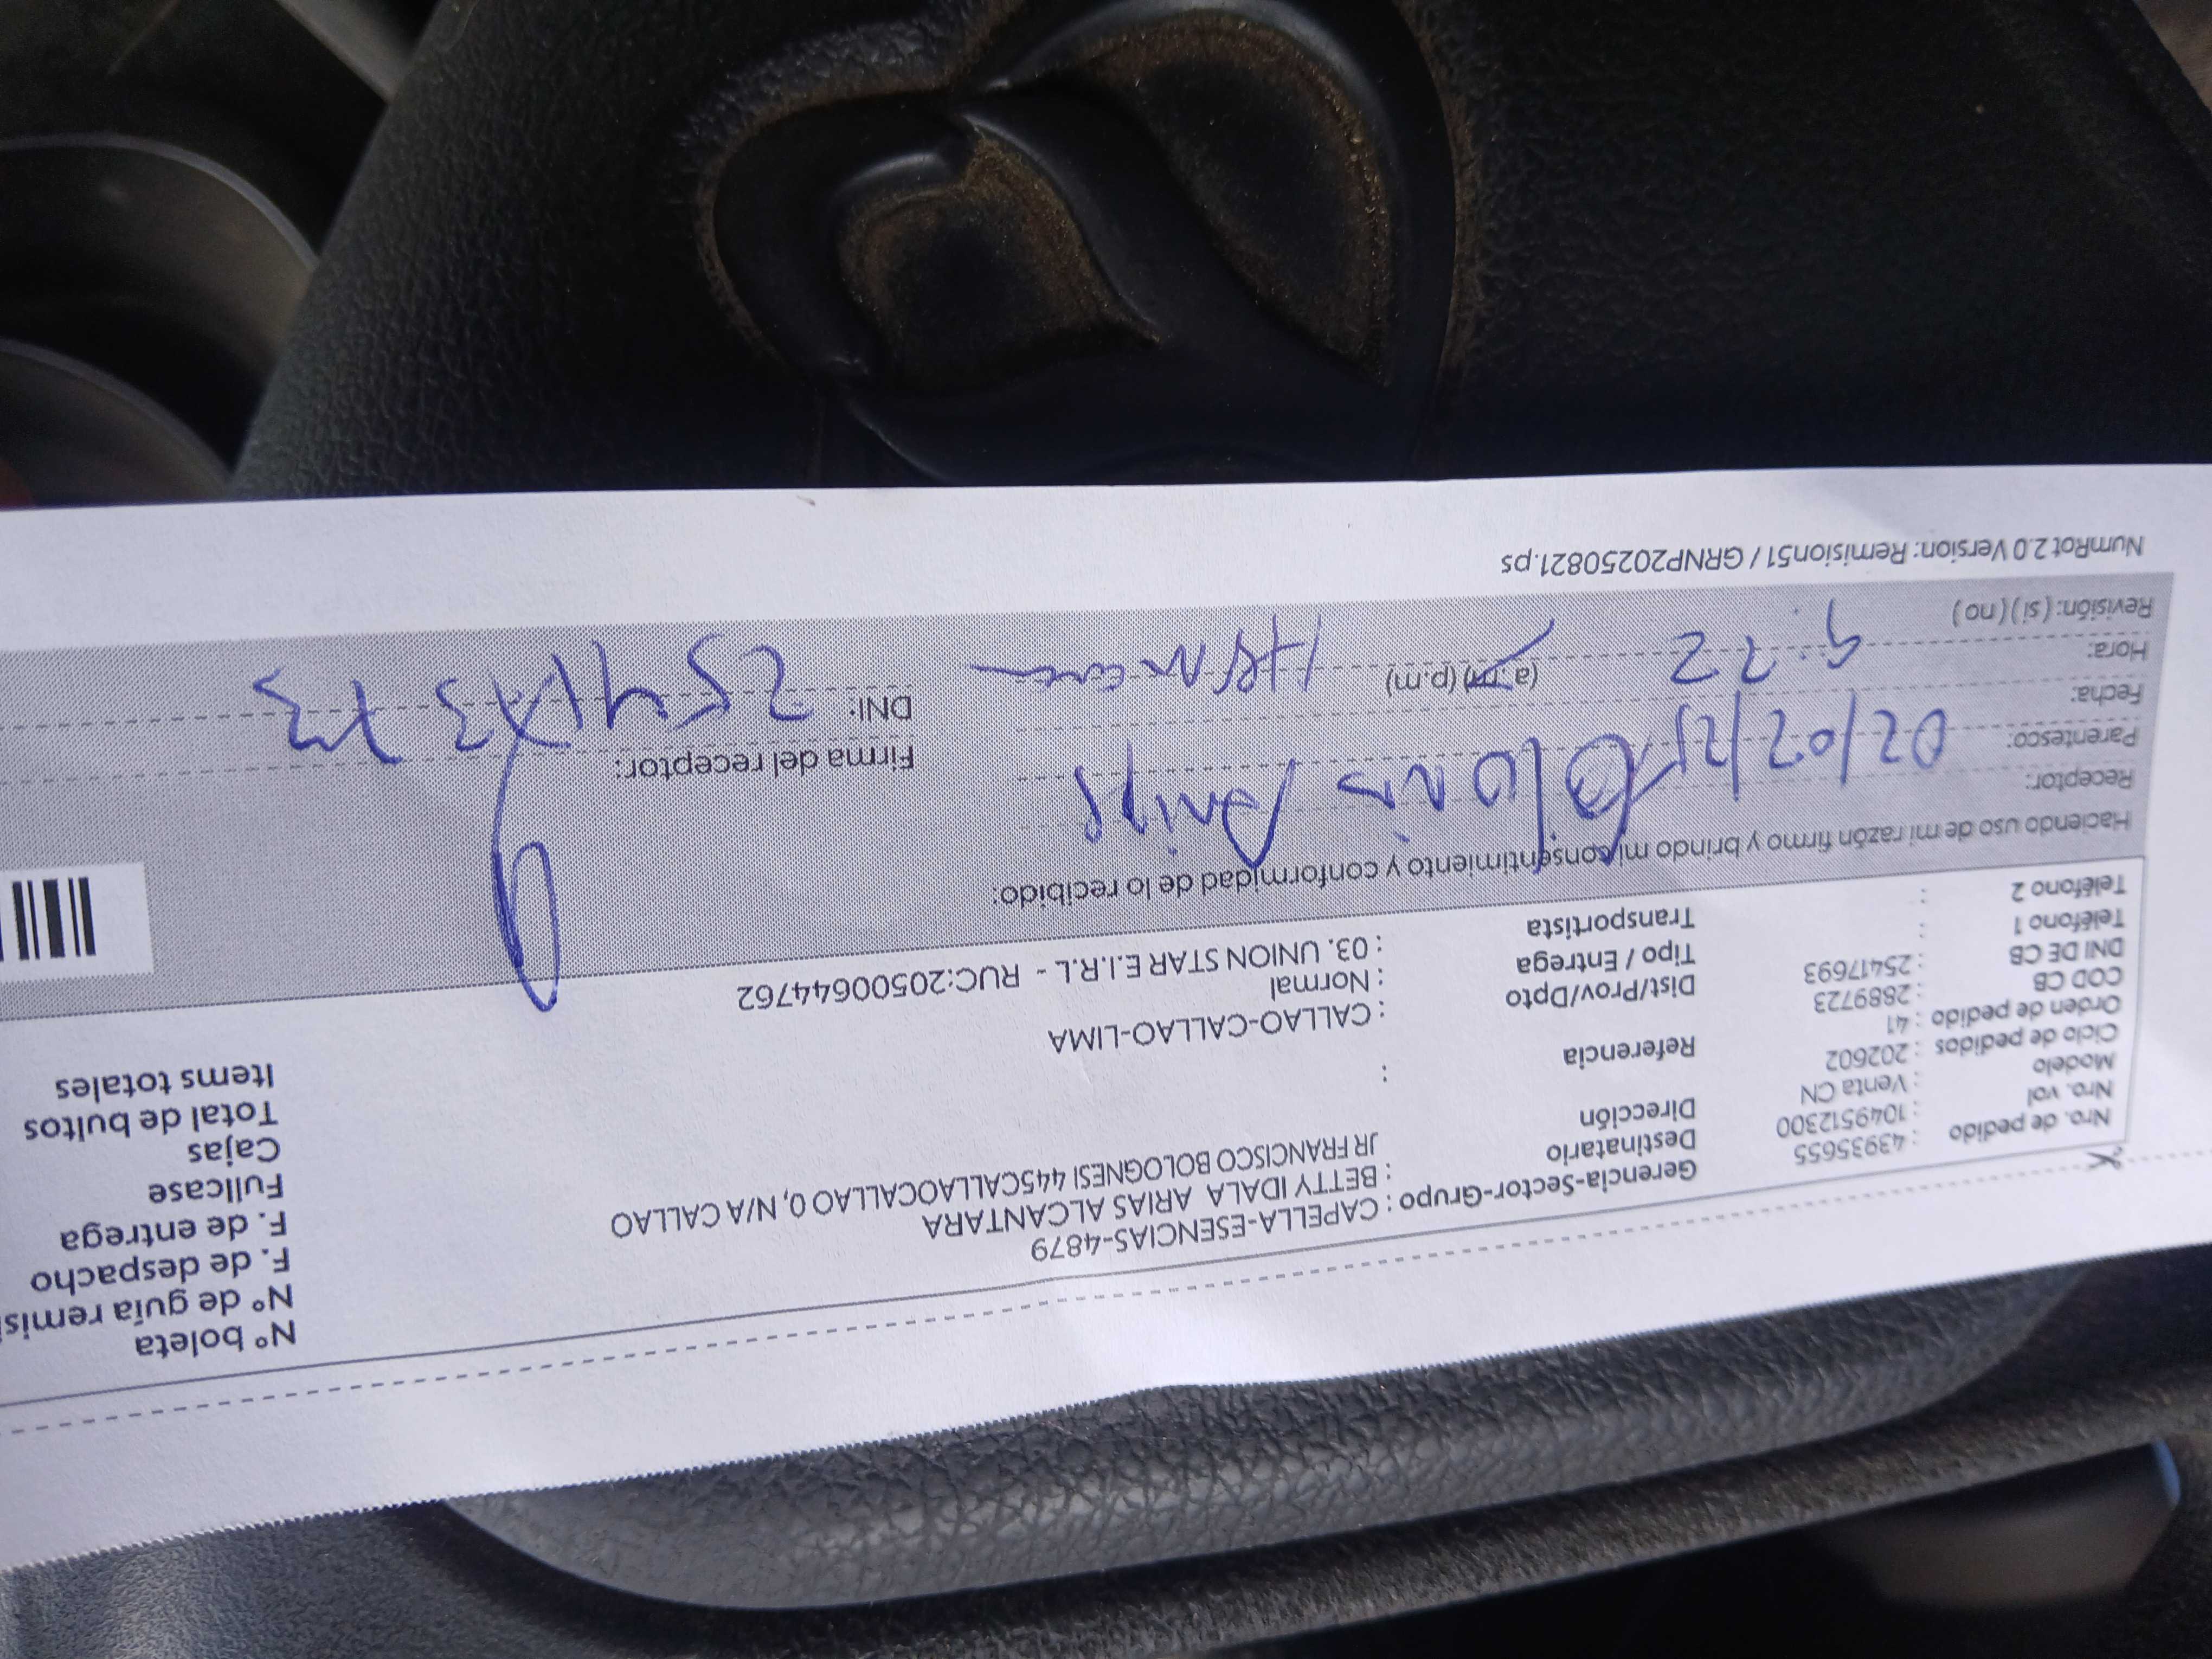 Nro. de pedido : 43935655
Nro. vol : 1049512300
Modelo : Venta CN
Ciclo de pedidos : 202602
Orden de pedido : 41
COD CB : 2889723
DNI DE CB : 25417693
Teléfono 1 :
Teléfono 2 :
Gerencia-Sector-Grupo : CAPELLA-ESENCIAS-4879
Destinatario : BETTY IDALA ARIAS ALCANTARA
Dirección JR FRANCISCO BOLOGNESI 445CALLAOCALLAO 0, N/A CALLAO
Referencia :
Dist/Prov/Dpto : CALLAO-CALLAO-LIMA
Tipo / Entrega : Normal
Transportista : 03. UNION STAR E.I.R.L - RUC:20500644762
N° boleta
N° de guía remisi
F. de despacho
F. de entrega
Fullcase
Cajas
Total de bultos
Items totales
Haciendo uso de mi razón firmo y brindo mi consentimiento y conformidad de lo recibido:
Receptor:
Parentesco:
Fecha: 02/02/25
Hora: 9:22 (a.m) (p.m)
Revisión: ( si ) ( no )
Firma del receptor:
DNI:
NumRot 2.0 Version: Remision51 / GRNP20250821.ps